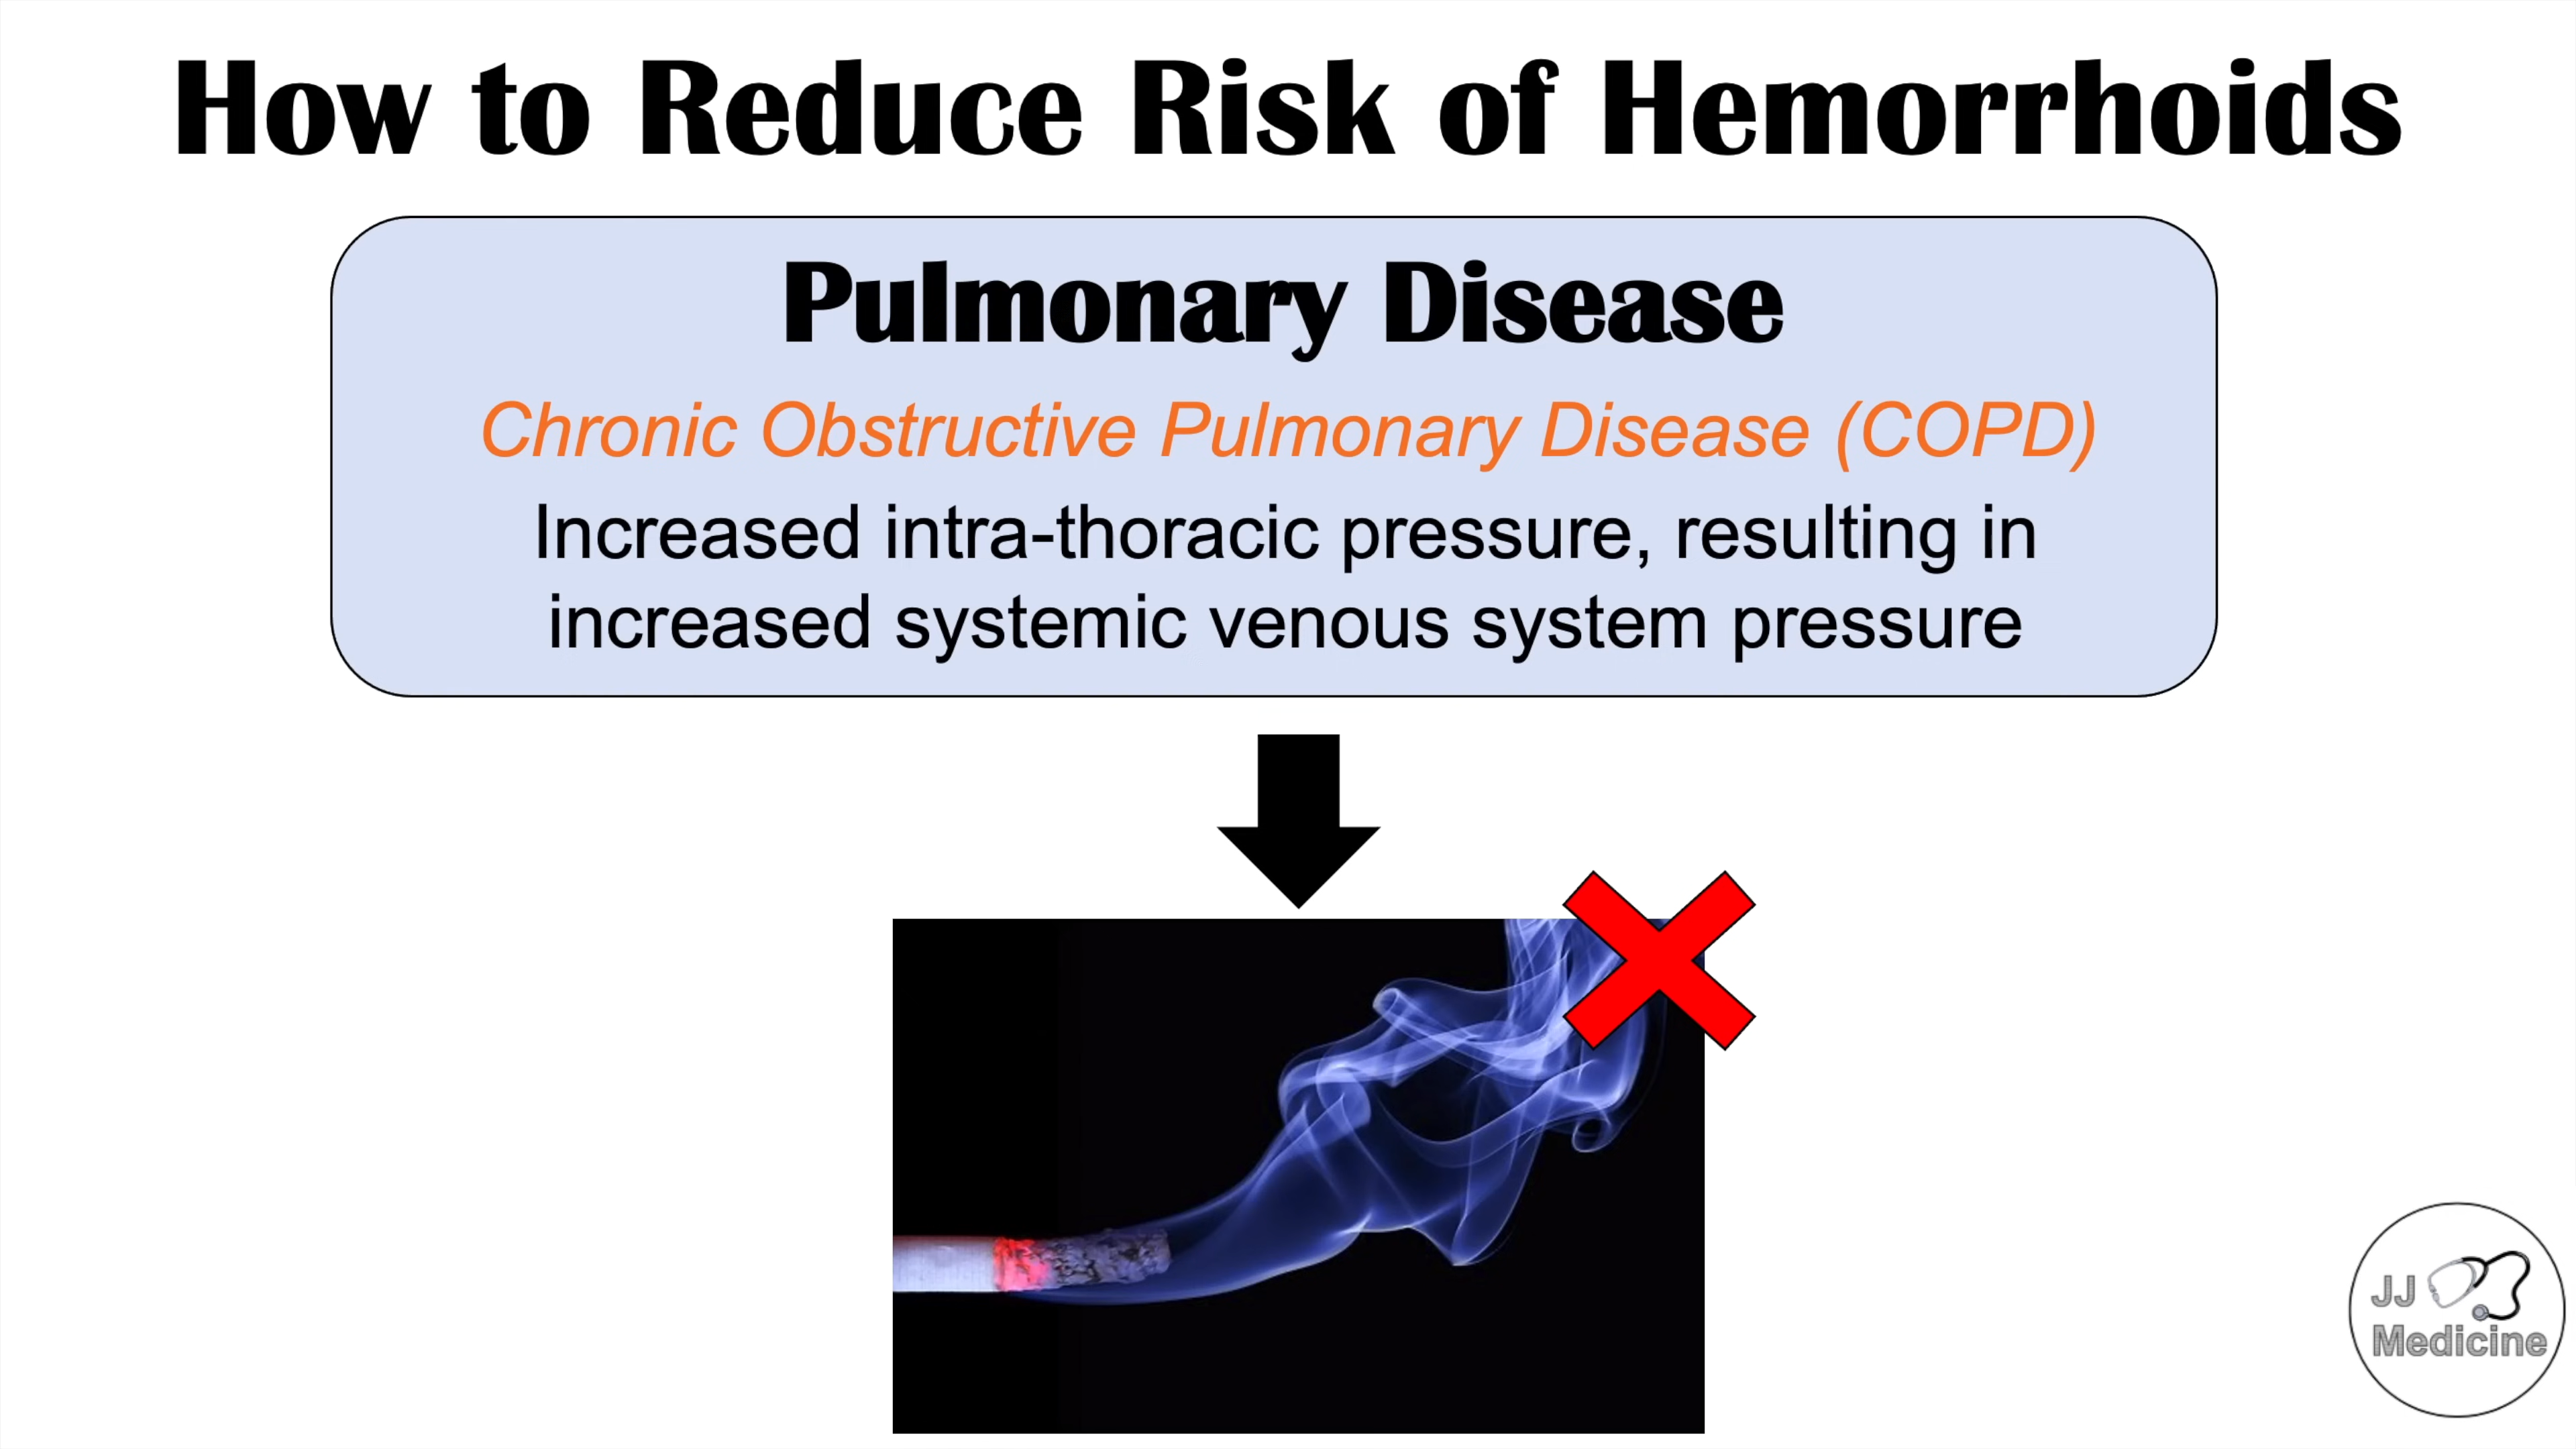 How to Reduce Risk of Hemorrhoids
Pulmonary Disease
Chronic Obstructive Pulmonary Disease (COPD)
Increased intra-thoracic pressure, resulting in
increased systemic venous system pressure
JJ
Medicine